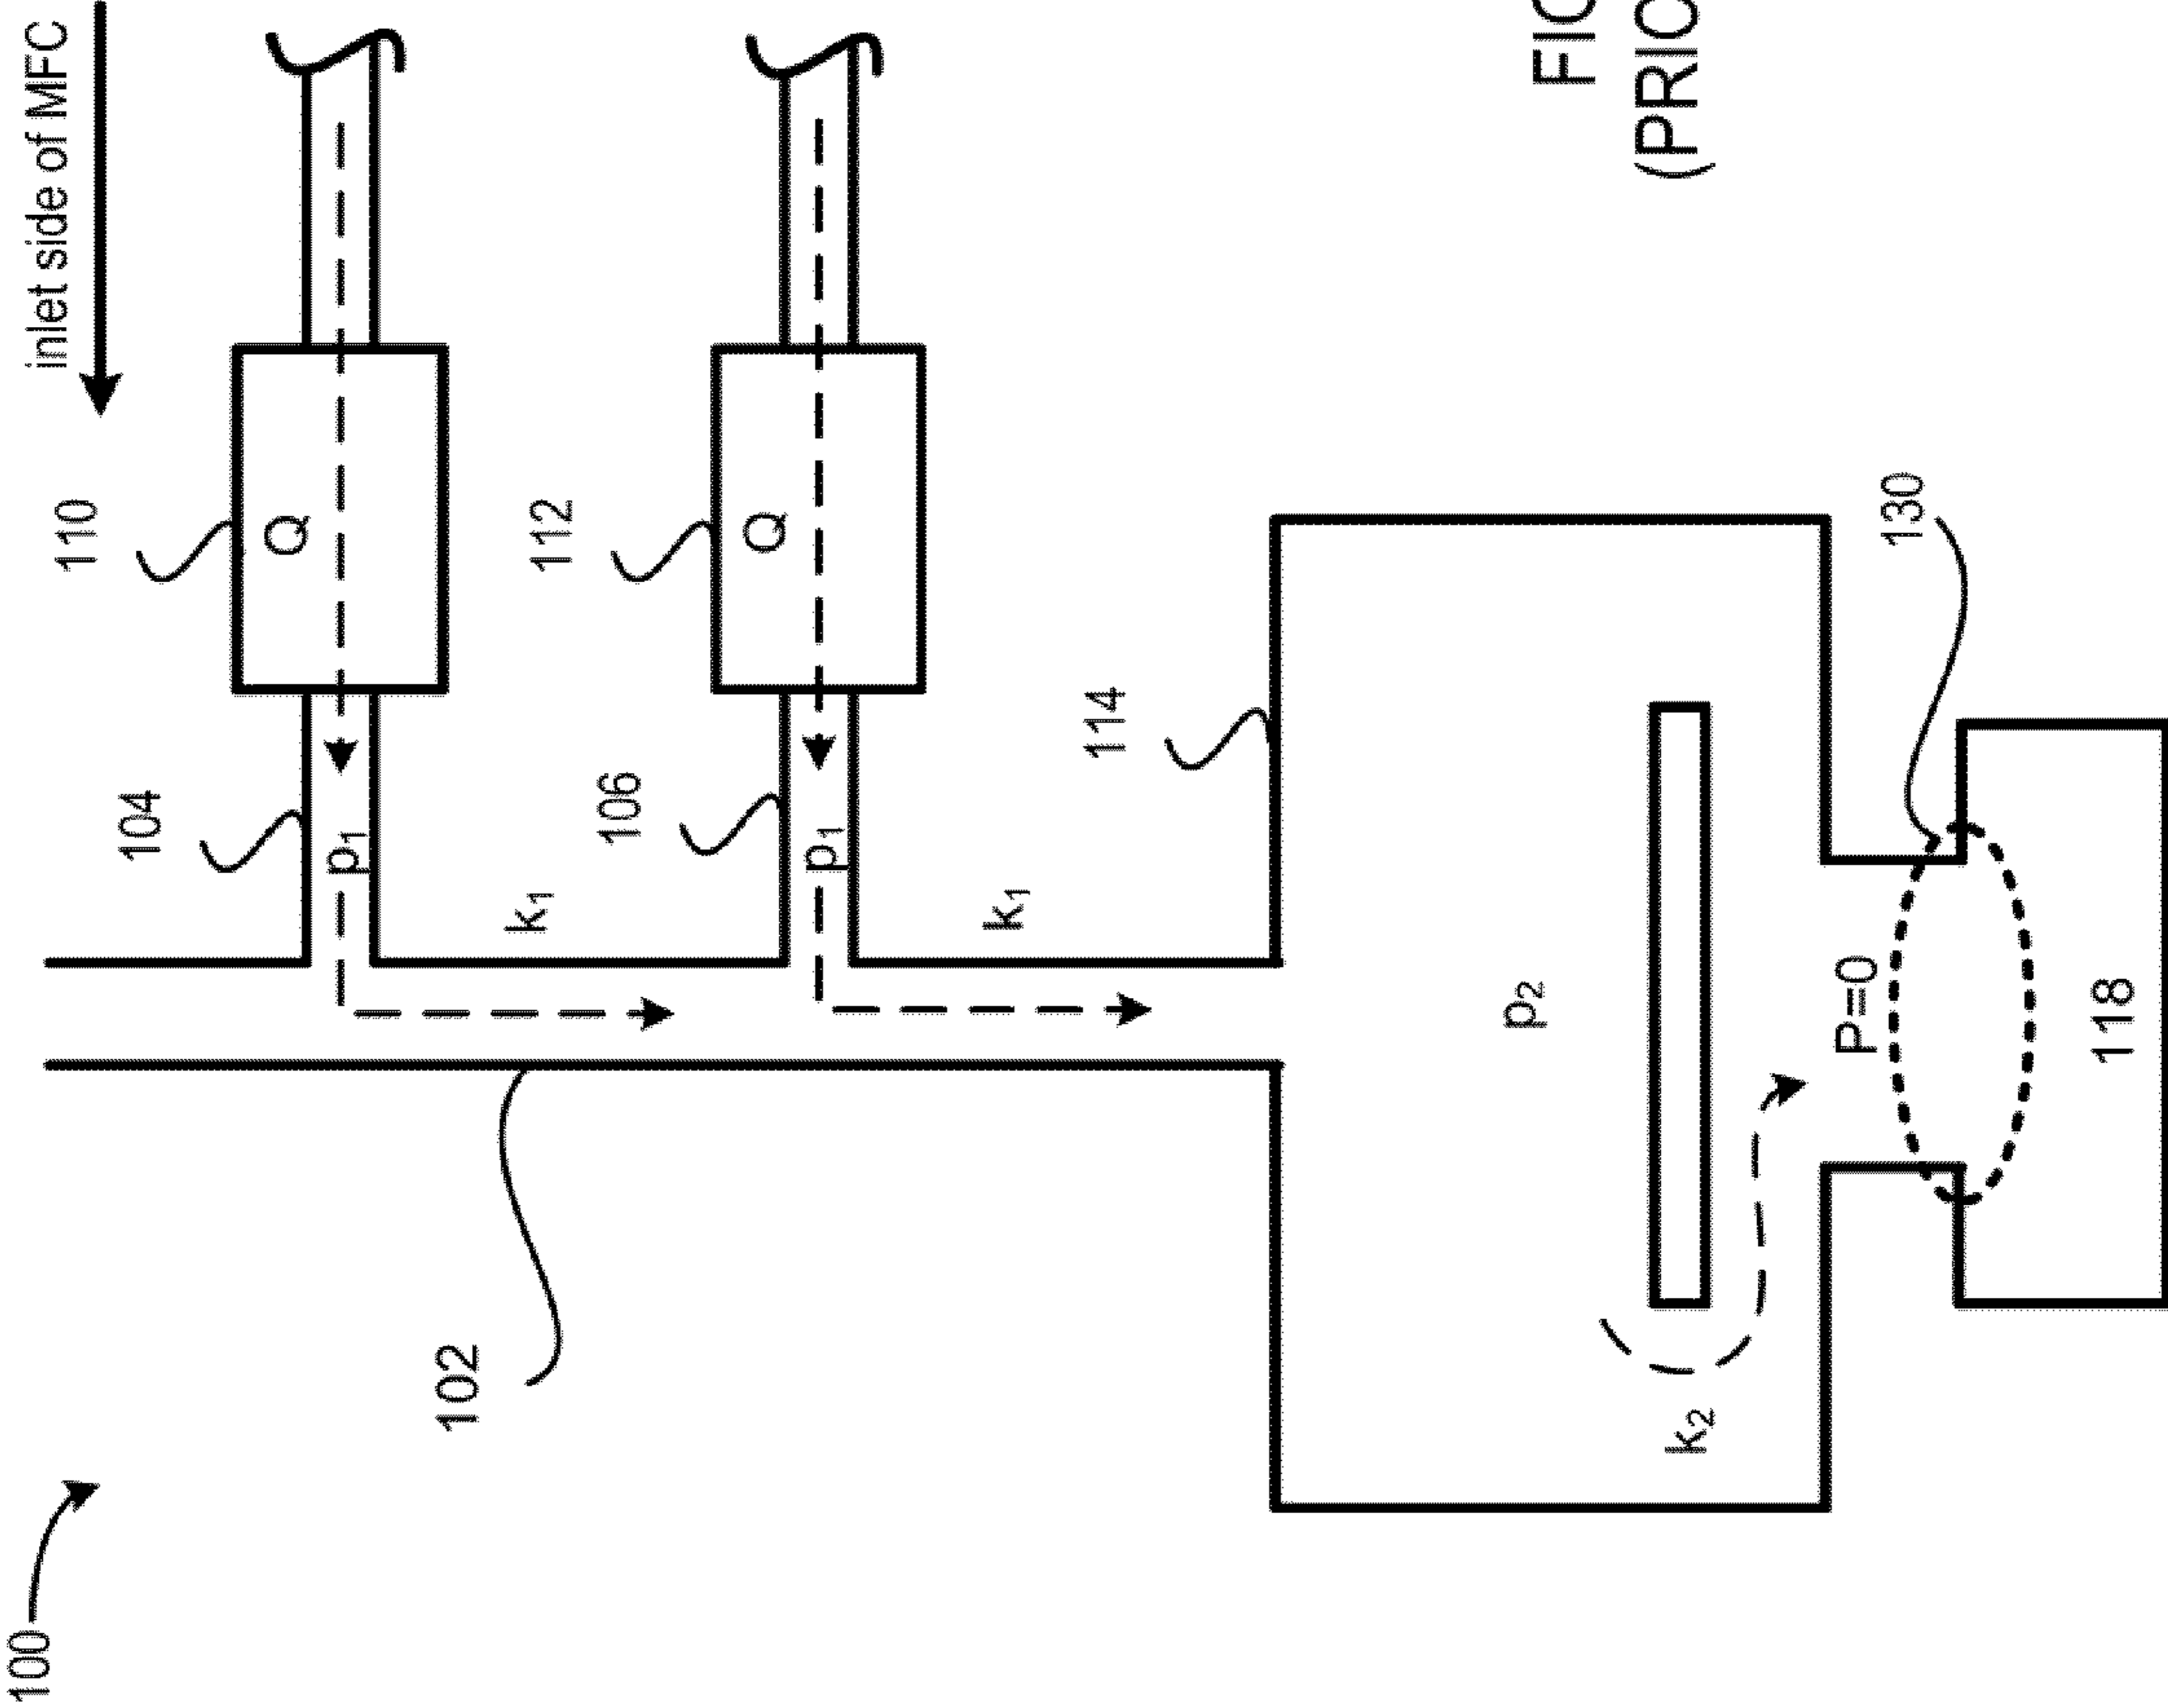 100
102
inlet side of MFC
110
Q
104
p₁
k₁
112
Q
106
p₁
k₁
114
p₂
k₂
P=0
130
118
(PRIO